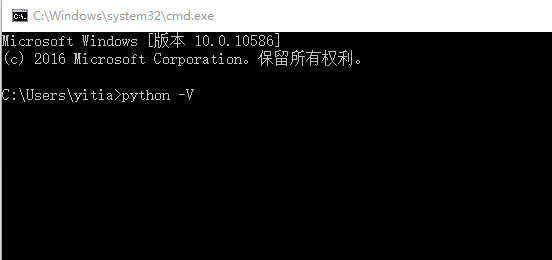 C:\Windows\system32\cmd.exe
Microsoft Windows [版本 10.0.10586]
(c) 2016 Microsoft Corporation。保留所有权利。
C:\Users\yitia>python -V